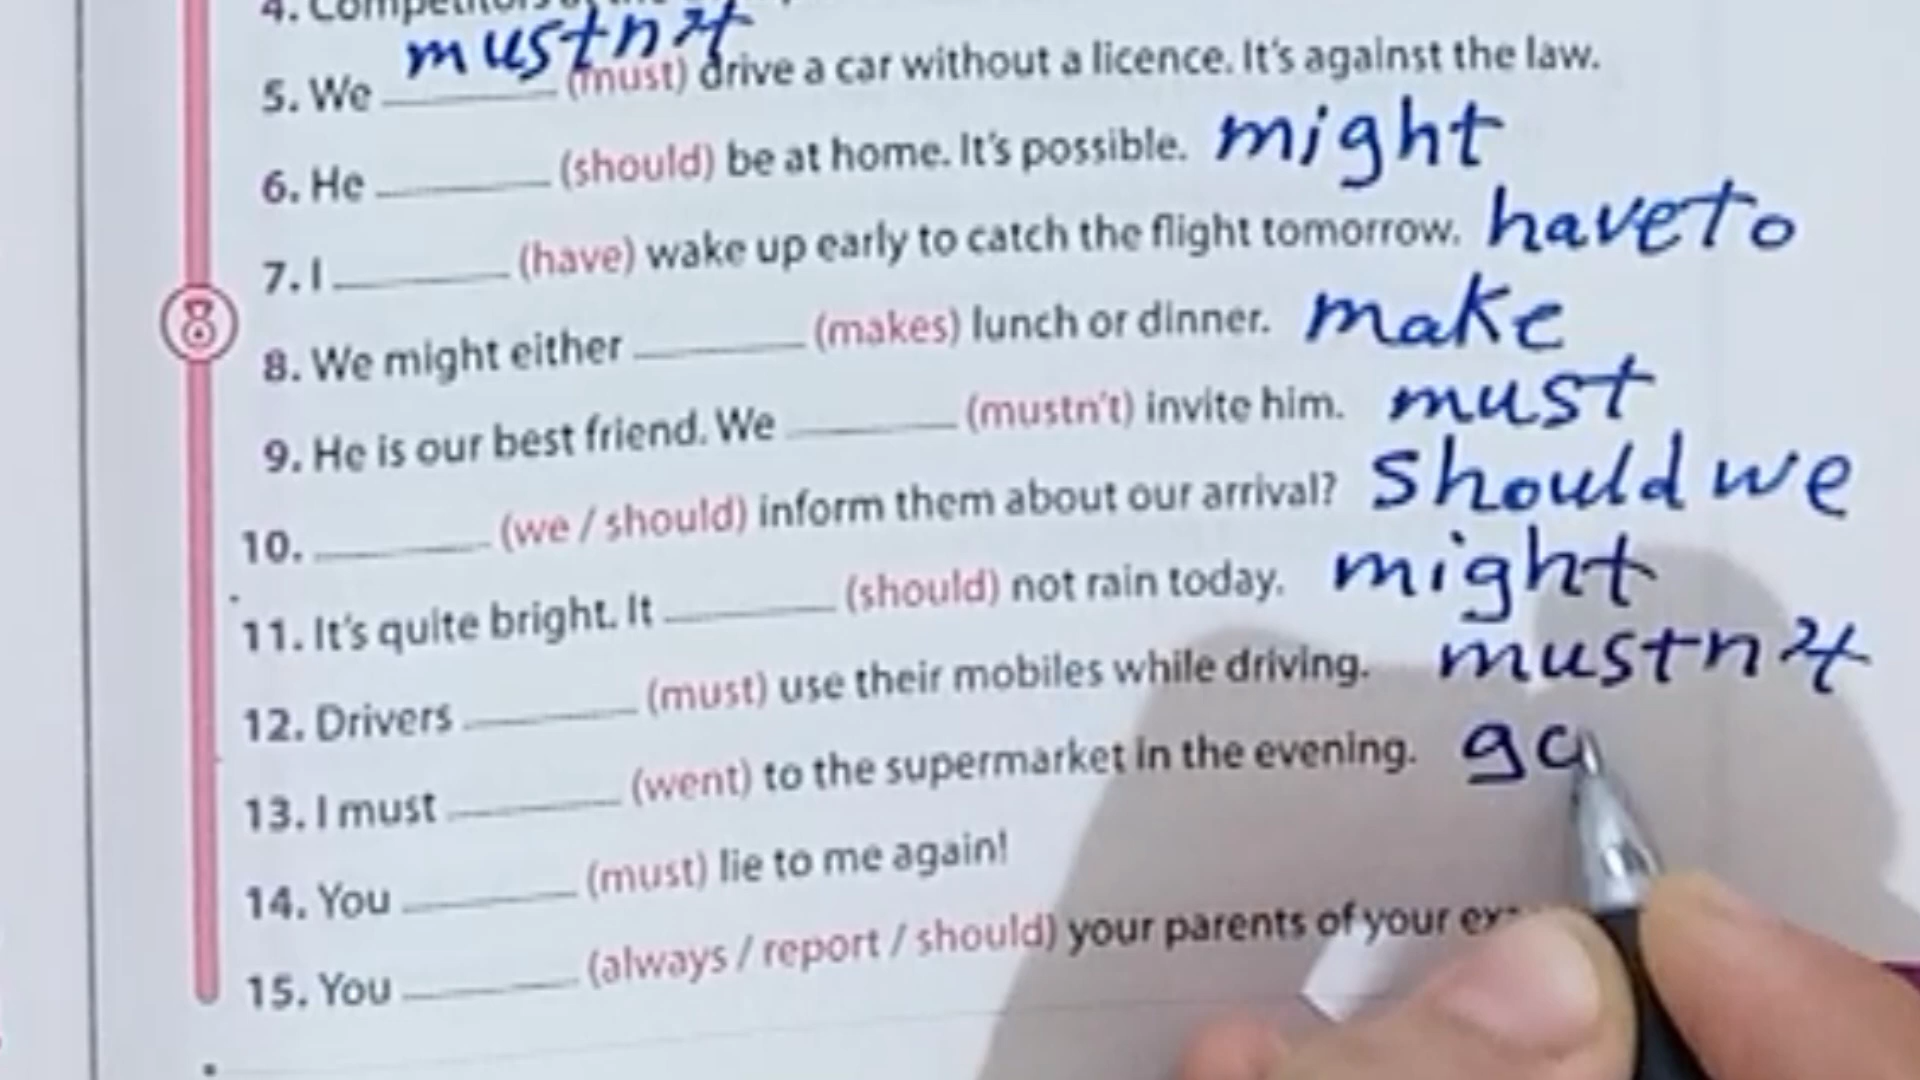 mustn't
5. We ______ (must) drive a car without a licence. It's against the law.
6. He ______ (should) be at home. It's possible. might
7. I ______ (have) wake up early to catch the flight tomorrow. have to
8. We might either ______ (makes) lunch or dinner. make
9. He is our best friend. We ______ (mustn't) invite him. must
10. ______ (we / should) inform them about our arrival? Should we
11. It's quite bright. It ______ (should) not rain today. might
12. Drivers ______ (must) use their mobiles while driving. mustn't
13. I must ______ (went) to the supermarket in the evening. go
14. You ______ (must) lie to me again!
15. You ______ (always / report / should) your parents of your
8